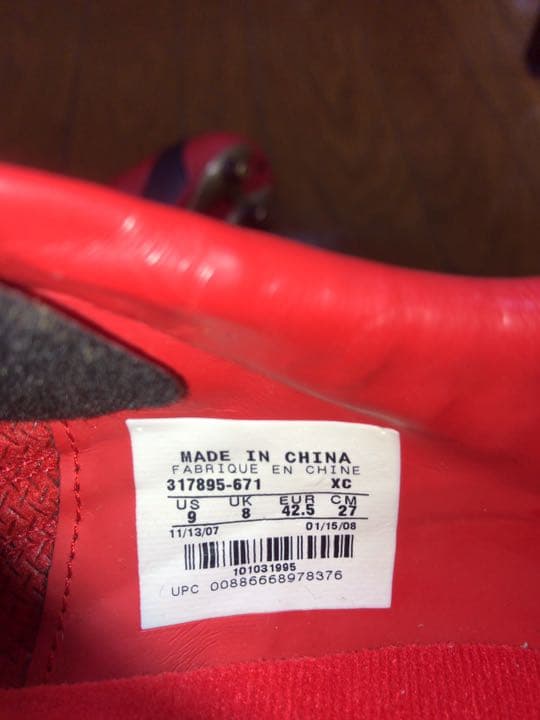 MADE IN CHINA
FABRIQUE EN CHINE
317895-671 XC
US UK EUR CM
9 8 42.5 27
11/13/07 01/15/08
101031995
UPC 00886668978376